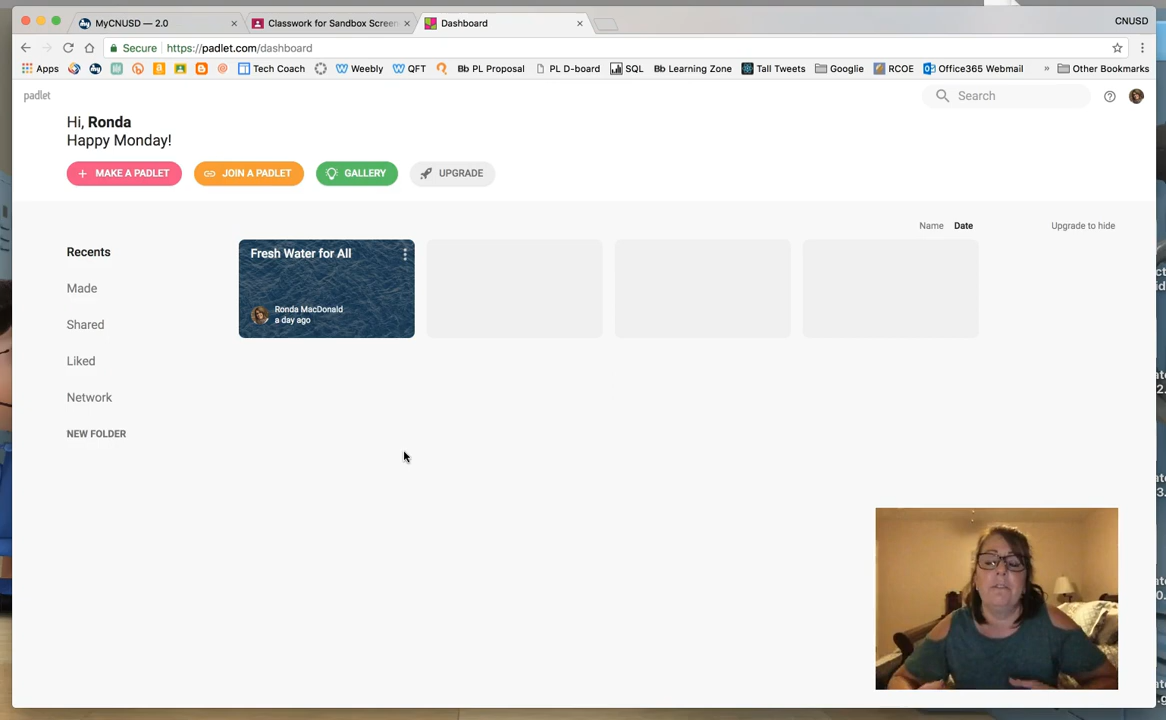 MyCNUSD — 2.0
Classwork for Sandbox Screen
Dashboard
CNUSD
Secure
https://padlet.com/dashboard
Apps
Tech Coach
Weebly
QFT
Bb PL Proposal
PL D-board
SQL
Bb Learning Zone
Tall Tweets
Googlie
RCOE
Office365 Webmail
»
Other Bookmarks
padlet
Search
Hi, Ronda
Happy Monday!
+ MAKE A PADLET
JOIN A PADLET
GALLERY
UPGRADE
Name
Date
Upgrade to hide
Recents
Made
Shared
Liked
Network
NEW FOLDER
Fresh Water for All
Ronda MacDonald
a day ago